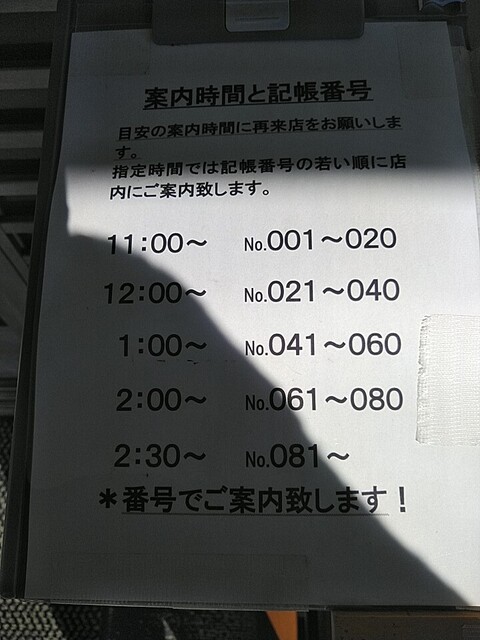 案内時間と記帳番号
目安の案内時間に再来店をお願いしま
す。
指定時間では記帳番号の若い順に店
内にご案内致します。
11:00～ No.001～020
12:00～ No.021～040
1:00～ No.041～060
2:00～ No.061～080
2:30～ No.081～
＊番号でご案内致します！